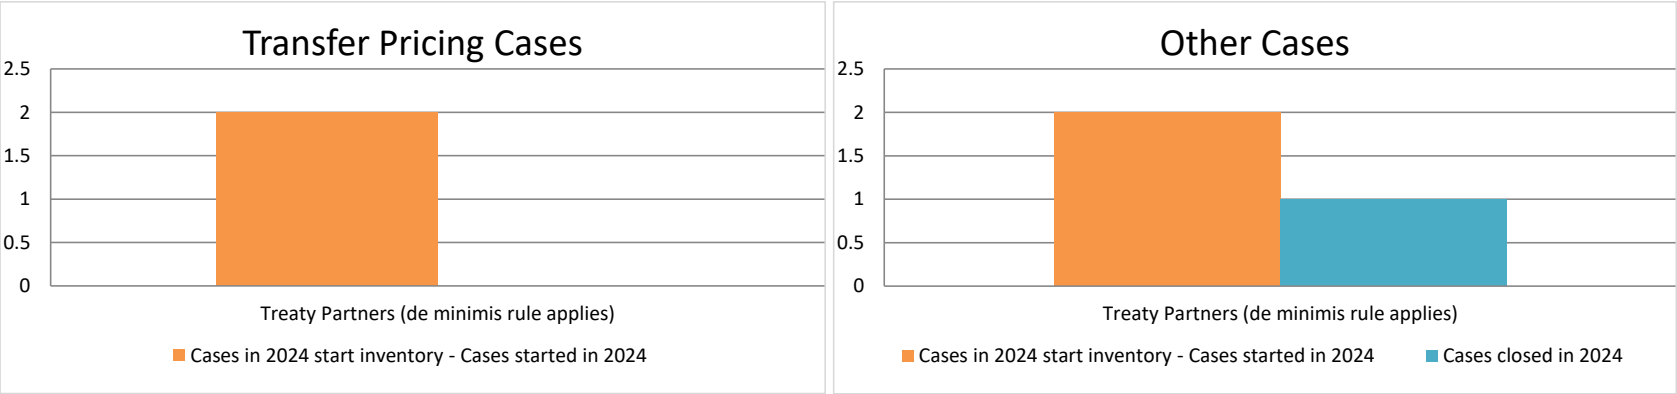 Transfer Pricing Cases
2.5
2
1.5
1
0.5
0
Treaty Partners (de minimis rule applies)
Cases in 2024 start inventory - Cases started in 2024
Other Cases
2.5
2
1.5
1
0.5
0
Treaty Partners (de minimis rule applies)
Cases in 2024 start inventory - Cases started in 2024
Cases closed in 2024